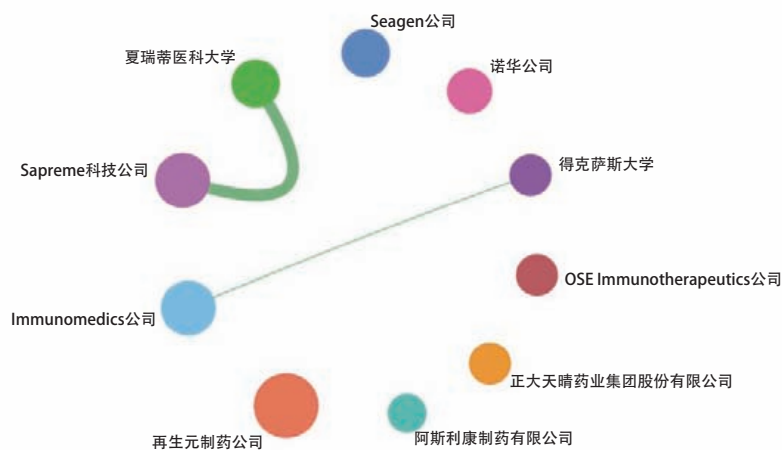 Seagen公司
夏瑞蒂医科大学
诺华公司
Sapreme科技公司
得克萨斯大学
OSE Immunotherapeutics公司
Immunomedics公司
正大天晴药业集团股份有限公司
再生元制药公司
阿斯利康制药有限公司